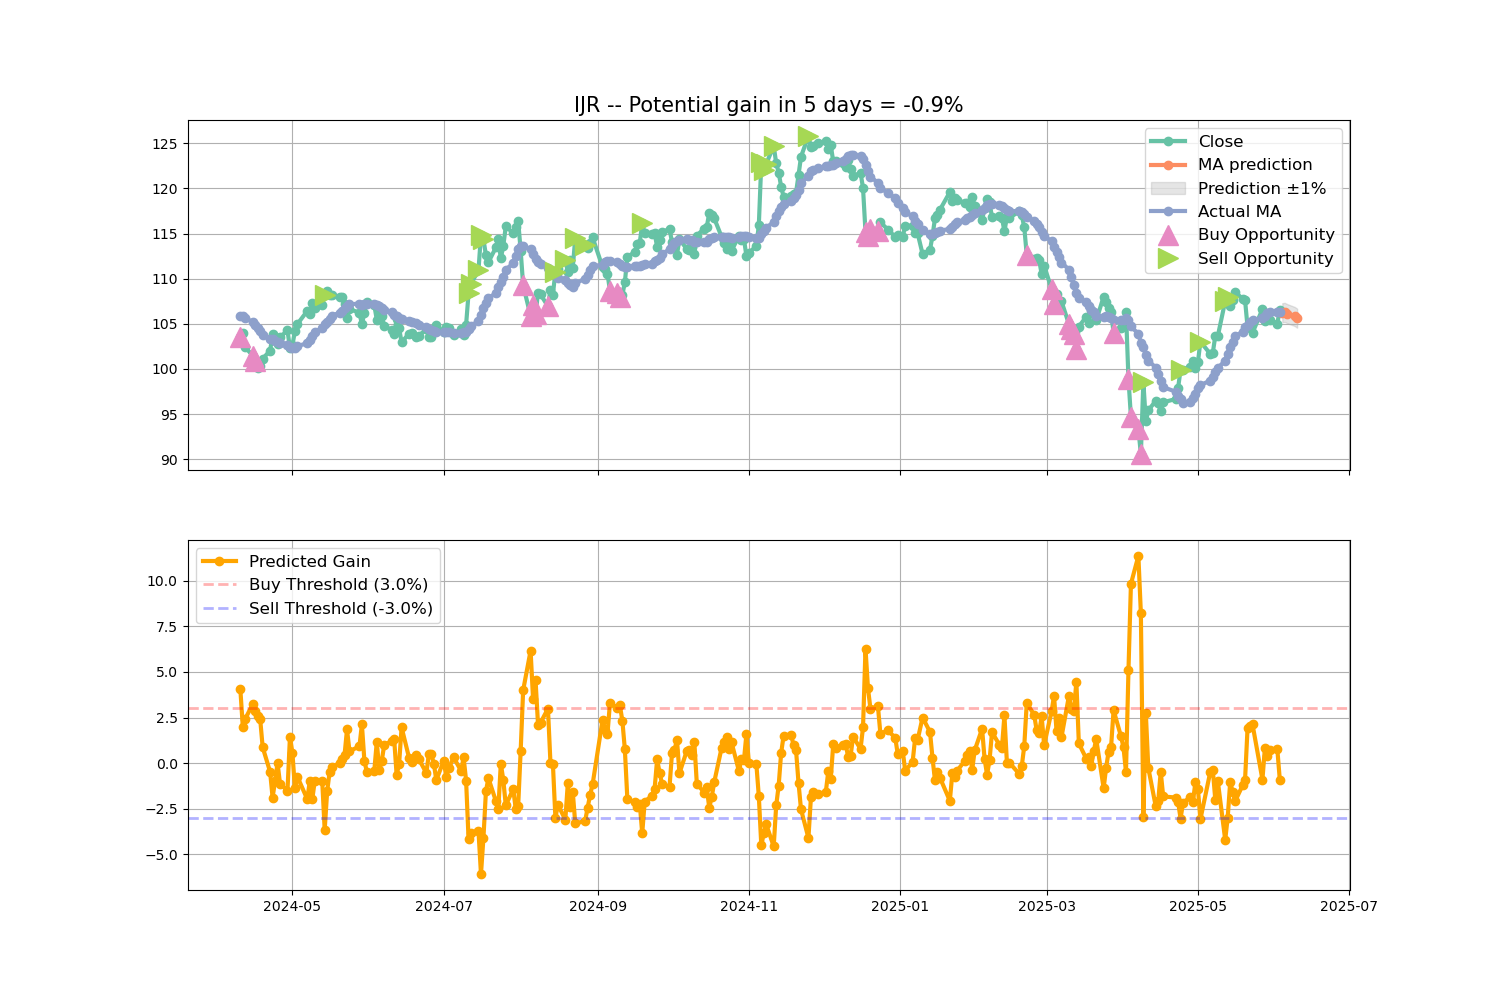 IJR -- Potential gain in 5 days = -0.9%
125
120
115
110
105
100
95
90
Close
MA prediction
Prediction ±1%
Actual MA
Buy Opportunity
Sell Opportunity
10.0
7.5
5.0
2.5
0.0
−2.5
−5.0
Predicted Gain
Buy Threshold (3.0%)
Sell Threshold (-3.0%)
2024-05
2024-07
2024-09
2024-11
2025-01
2025-03
2025-05
2025-07